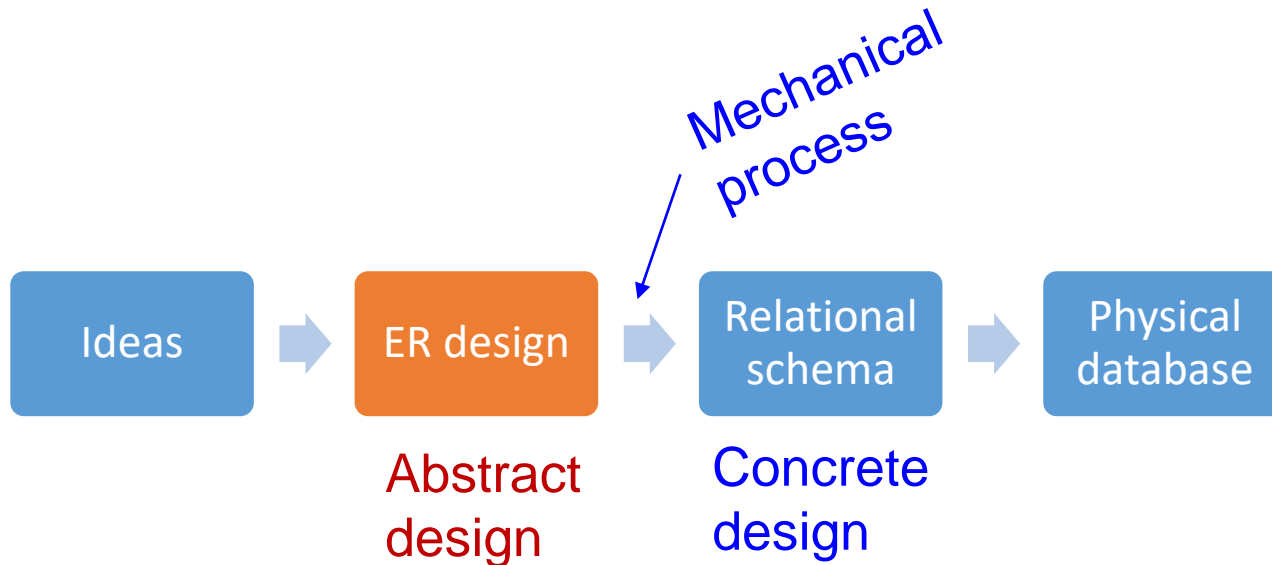 Mechanical
process
Ideas
ER design
Relational
schema
Physical
database
Abstract
design
Concrete
design